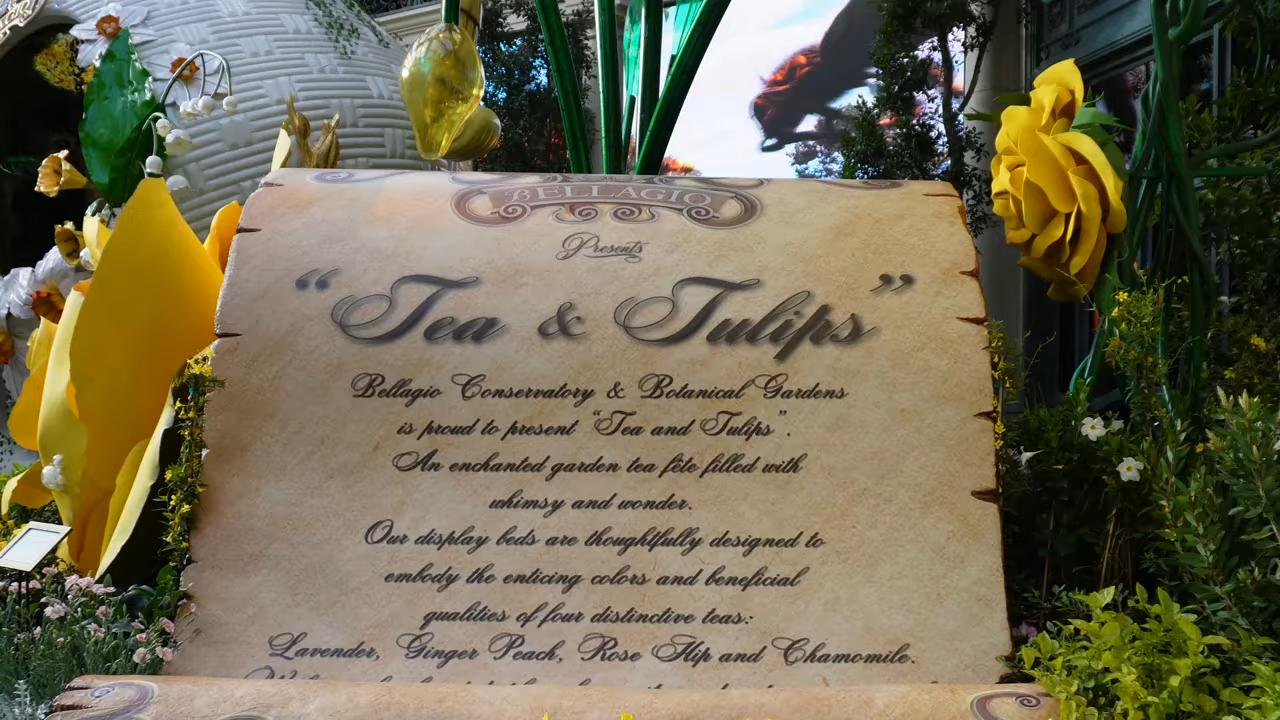 BELLAGIO
Presents
“Tea & Tulips”
Bellagio Conservatory & Botanical Gardens
is proud to present “Tea and Tulips”.
An enchanted garden tea fête filled with
whimsy and wonder.
Our display beds are thoughtfully designed to
embody the enticing colors and beneficial
qualities of four distinctive teas:
Lavender, Ginger Peach, Rose Hip and Chamomile.